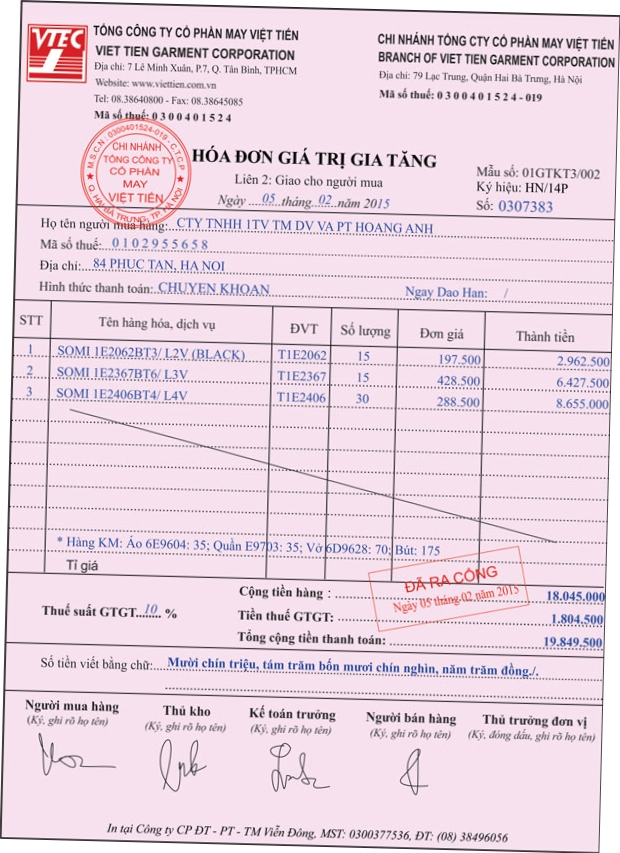 VTEC
TỔNG CÔNG TY CỔ PHẦN MAY VIỆT TIẾN
VIET TIEN GARMENT CORPORATION
Địa chỉ: 7 Lê Minh Xuân, P.7, Q. Tân Bình, TPHCM
Website: www.viettien.com.vn
Tel: 08.38640800 - Fax: 08.38645085
Mã số thuế: 0 3 0 0 4 0 1 5 2 4
CHI NHÁNH TỔNG CTY CỔ PHẦN MAY VIỆT TIẾN
BRANCH OF VIET TIEN GARMENT CORPORATION
Địa chỉ: 79 Lạc Trung, Quận Hai Bà Trưng, Hà Nội
Mã số thuế: 0 3 0 0 4 0 1 5 2 4 - 019
M.S.C.N: 0300401524-019-C.T.C.P
CHI NHÁNH
TỔNG CÔNG TY
CỔ PHẦN
MAY
VIỆT TIẾN
Q. HAI BÀ TRƯNG, TP. HÀ NỘI
HÓA ĐƠN GIÁ TRỊ GIA TĂNG
Liên 2: Giao cho người mua
Ngày 05 tháng 02 năm 2015
Mẫu số: 01GTKT3/002
Ký hiệu: HN/14P
Số: 0307383
Họ tên người mua hàng: CTY TNHH 1TV TM DV VA PT HOANG ANH
Mã số thuế: 0 1 0 2 9 5 5 6 5 8
Địa chỉ: 84 PHUC TAN, HA NOI
Hình thức thanh toán: CHUYEN KHOAN Ngay Dao Han: /
STT Tên hàng hóa, dịch vụ ĐVT Số lượng Đơn giá Thành tiền
1 SOMI 1E2062BT3/ L2V (BLACK) T1E2062 15 197.500 2.962.500
2 SOMI 1E2367BT6/ L3V T1E2367 15 428.500 6.427.500
3 SOMI 1E2406BT4/ L4V T1E2406 30 288.500 8.655.000
* Hàng KM: Áo 6E9604: 35; Quần E9703: 35; Vớ 6D9628: 70; Bút: 175
Tỉ giá
ĐÃ RA CỔNG
Ngày 05 tháng 02 năm 2015
Cộng tiền hàng : 18.045.000
Thuế suất GTGT 10 % Tiền thuế GTGT: 1.804.500
Tổng cộng tiền thanh toán: 19.849.500
Số tiền viết bằng chữ: Mười chín triệu, tám trăm bốn mươi chín nghìn, năm trăm đồng./.
Người mua hàng Thủ kho Kế toán trưởng Người bán hàng Thủ trưởng đơn vị
(Ký, ghi rõ họ tên) (Ký, ghi rõ họ tên) (Ký, ghi rõ họ tên) (Ký, ghi rõ họ tên) (Ký, đóng dấu, ghi rõ họ tên)
In tại Công ty CP ĐT - PT - TM Viễn Đông, MST: 0300377536, ĐT: (08) 38496056